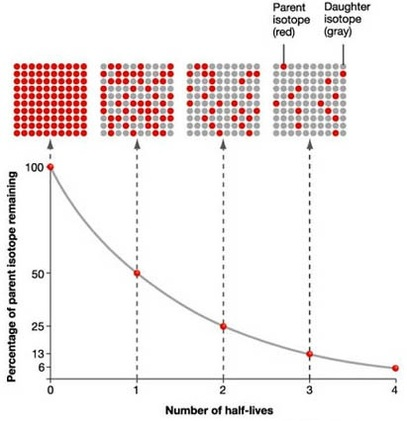 Parent
isotope
(red)
Daughter
isotope
(gray)
Percentage of parent isotope remaining
100
50
25
13
6
0
1
2
3
4
Number of half-lives